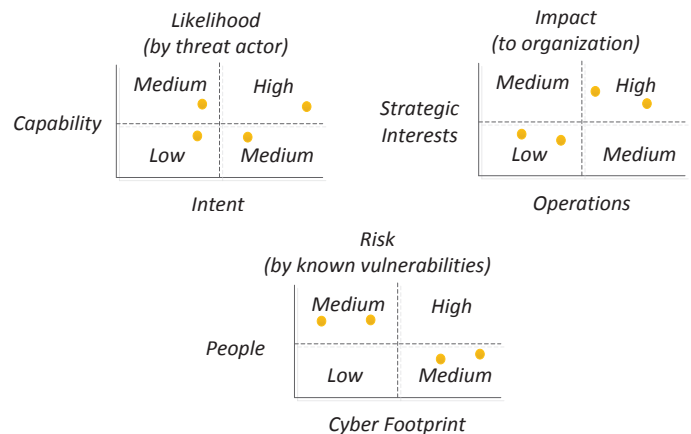 Likelihood
(by threat actor)
Medium
High
Capability
Low
Medium
Intent
Impact
(to organization)
Medium
High
Strategic
Interests
Low
Medium
Operations
Risk
(by known vulnerabilities)
Medium
High
People
Low
Medium
Cyber Footprint